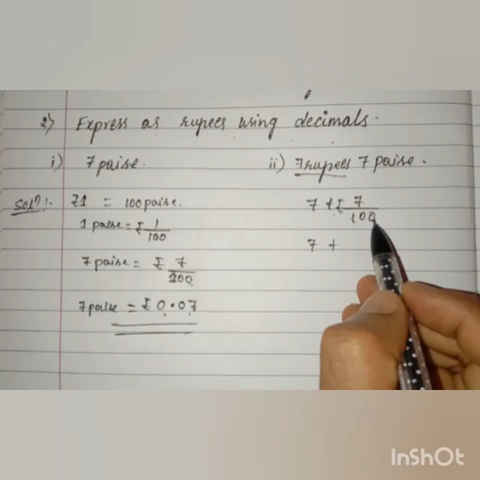 2) Express as rupees using decimals.
i) 7 paise.
ii) 7 rupees 7 paise.
Solⁿ:-
₹1 = 100 paise.
1 paise = ₹ 1/100
7 paise = ₹ 7/100
7 paise = ₹ 0.07
7 + ₹ 7/100
7 +
InShOt